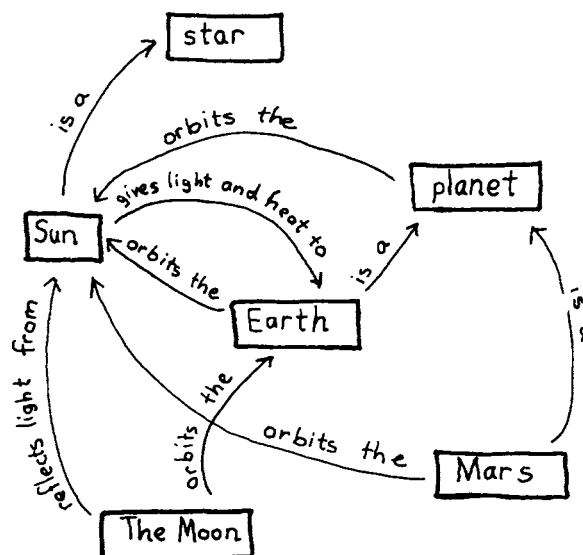 star
is a
orbits the
planet
gives light and heat to
Sun
is a
orbits the
is a
Earth
reflects light from
orbits the
orbits the
Mars
The Moon